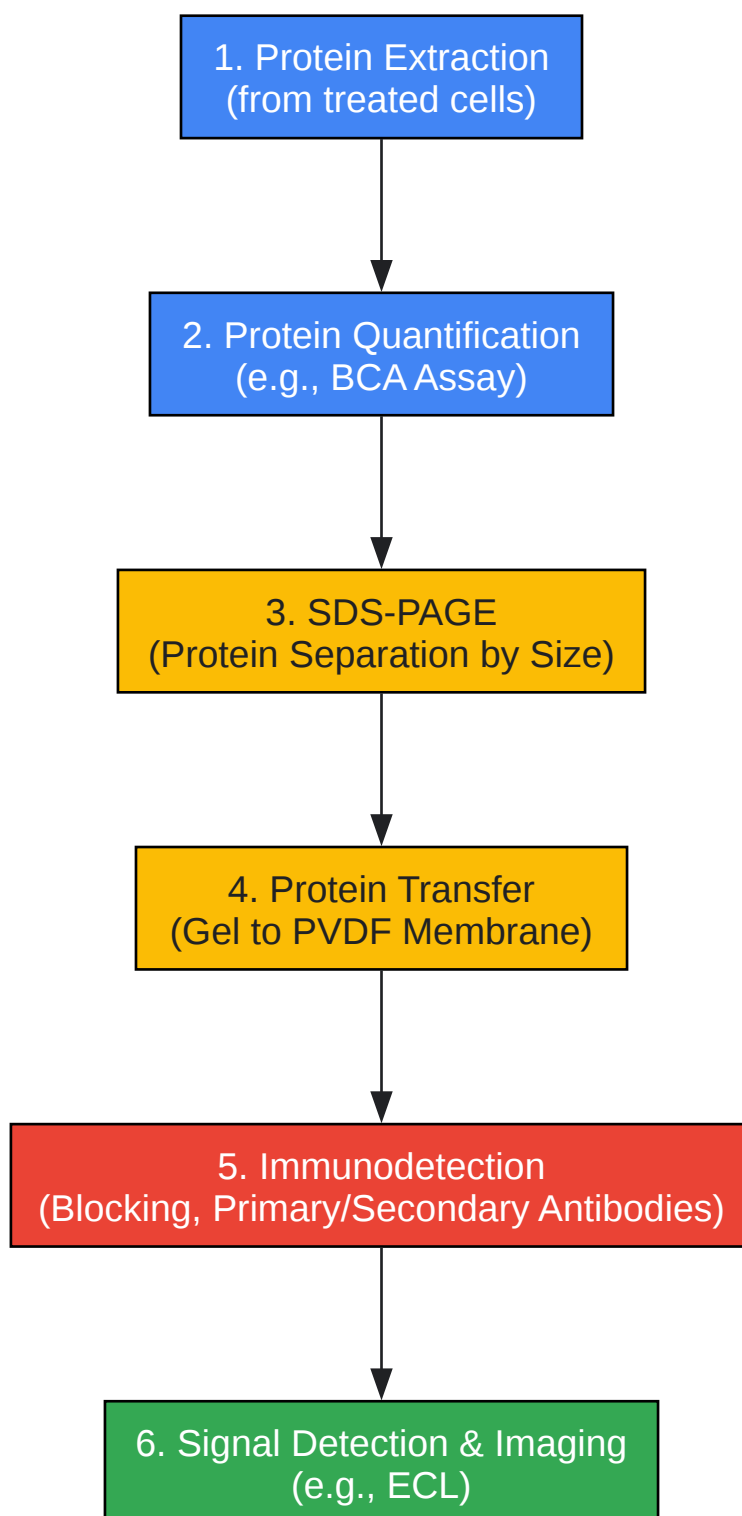 1. Protein Extraction
(from treated cells)
2. Protein Quantification
(e.g., BCA Assay)
3. SDS-PAGE
(Protein Separation by Size)
4. Protein Transfer
(Gel to PVDF Membrane)
5. Immunodetection
(Blocking, Primary/Secondary Antibodies)
6. Signal Detection & Imaging
(e.g., ECL)